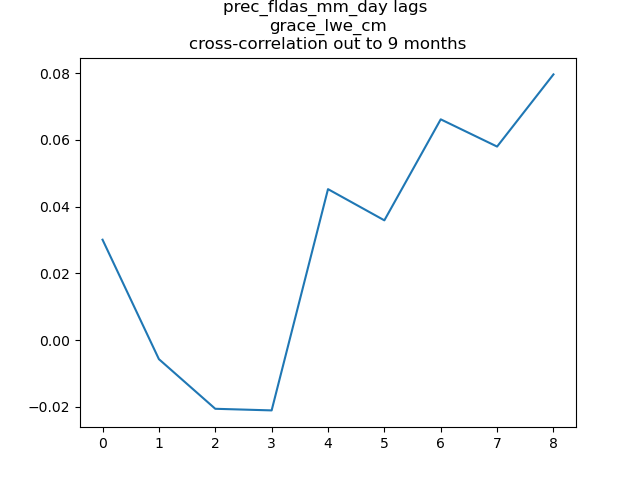 prec_fldas_mm_day lags
grace_lwe_cm
cross-correlation out to 9 months
0.08
0.06
0.04
0.02
0.00
−0.02
0 1 2 3 4 5 6 7 8